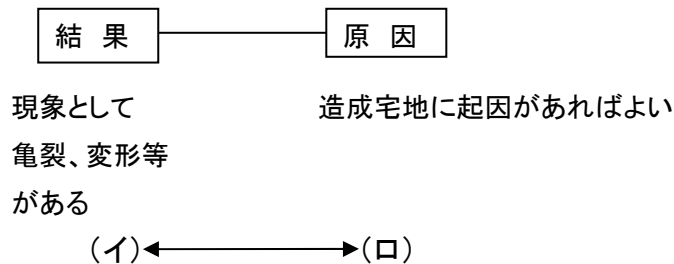 結 果
原 因
現象として
亀裂、変形等
がある
造成宅地に起因があればよい
(イ)
(ロ)